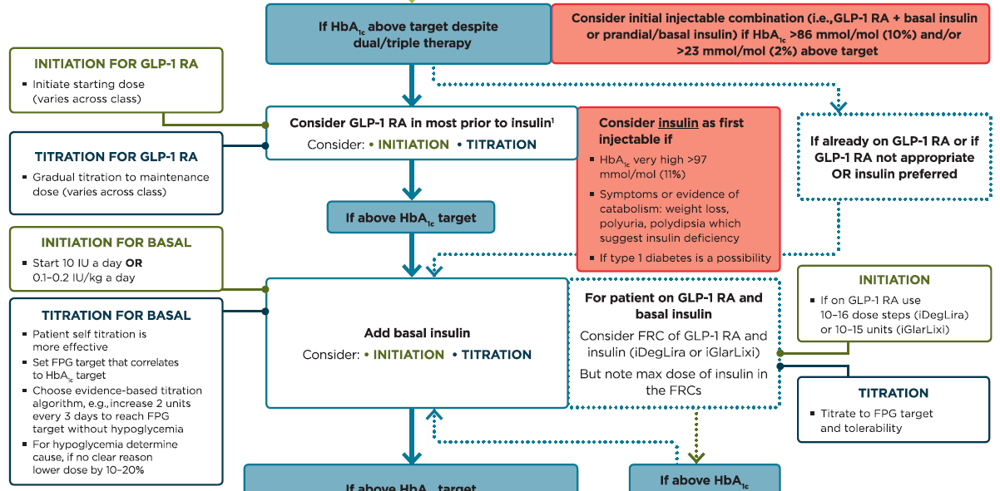 If HbA1c above target despite
dual/triple therapy
Consider initial injectable combination (i.e.,GLP-1 RA + basal insulin
or prandial/basal insulin) if HbA1c >86 mmol/mol (10%) and/or
>23 mmol/mol (2%) above target
INITIATION FOR GLP-1 RA
▪ Initiate starting dose
(varies across class)
TITRATION FOR GLP-1 RA
▪ Gradual titration to maintenance
dose (varies across class)
Consider GLP-1 RA in most prior to insulin¹
Consider: • INITIATION • TITRATION
Consider insulin as first
injectable if
▪ HbA1c very high >97
mmol/mol (11%)
▪ Symptoms or evidence of
catabolism: weight loss,
polyuria, polydipsia which
suggest insulin deficiency
▪ If type 1 diabetes is a possibility
If already on GLP-1 RA or if
GLP-1 RA not appropriate
OR insulin preferred
If above HbA1c target
INITIATION FOR BASAL
▪ Start 10 IU a day OR
0.1–0.2 IU/kg a day
TITRATION FOR BASAL
▪ Patient self titration is
more effective
▪ Set FPG target that correlates
to HbA1c target
▪ Choose evidence-based titration
algorithm, e.g., increase 2 units
every 3 days to reach FPG
target without hypoglycemia
▪ For hypoglycemia determine
cause, if no clear reason
lower dose by 10–20%
Add basal insulin
Consider: • INITIATION • TITRATION
For patient on GLP-1 RA and
basal insulin
Consider FRC of GLP-1 RA and
insulin (iDegLira or iGlarLixi)
But note max dose of insulin in
the FRCs
INITIATION
▪ If on GLP-1 RA use
10–16 dose steps (iDegLira)
or 10–15 units (iGlarLixi)
TITRATION
▪ Titrate to FPG target
and tolerability
If above HbA1c target
If above HbA1c